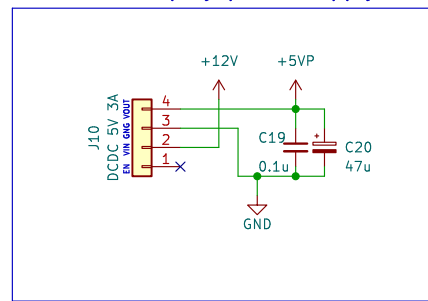 +12V
+5VP
J10
DCDC 5V 3A
EN VIN GNG VOUT
4
3
2
1
C19
0.1u
C20
47u
+
GND